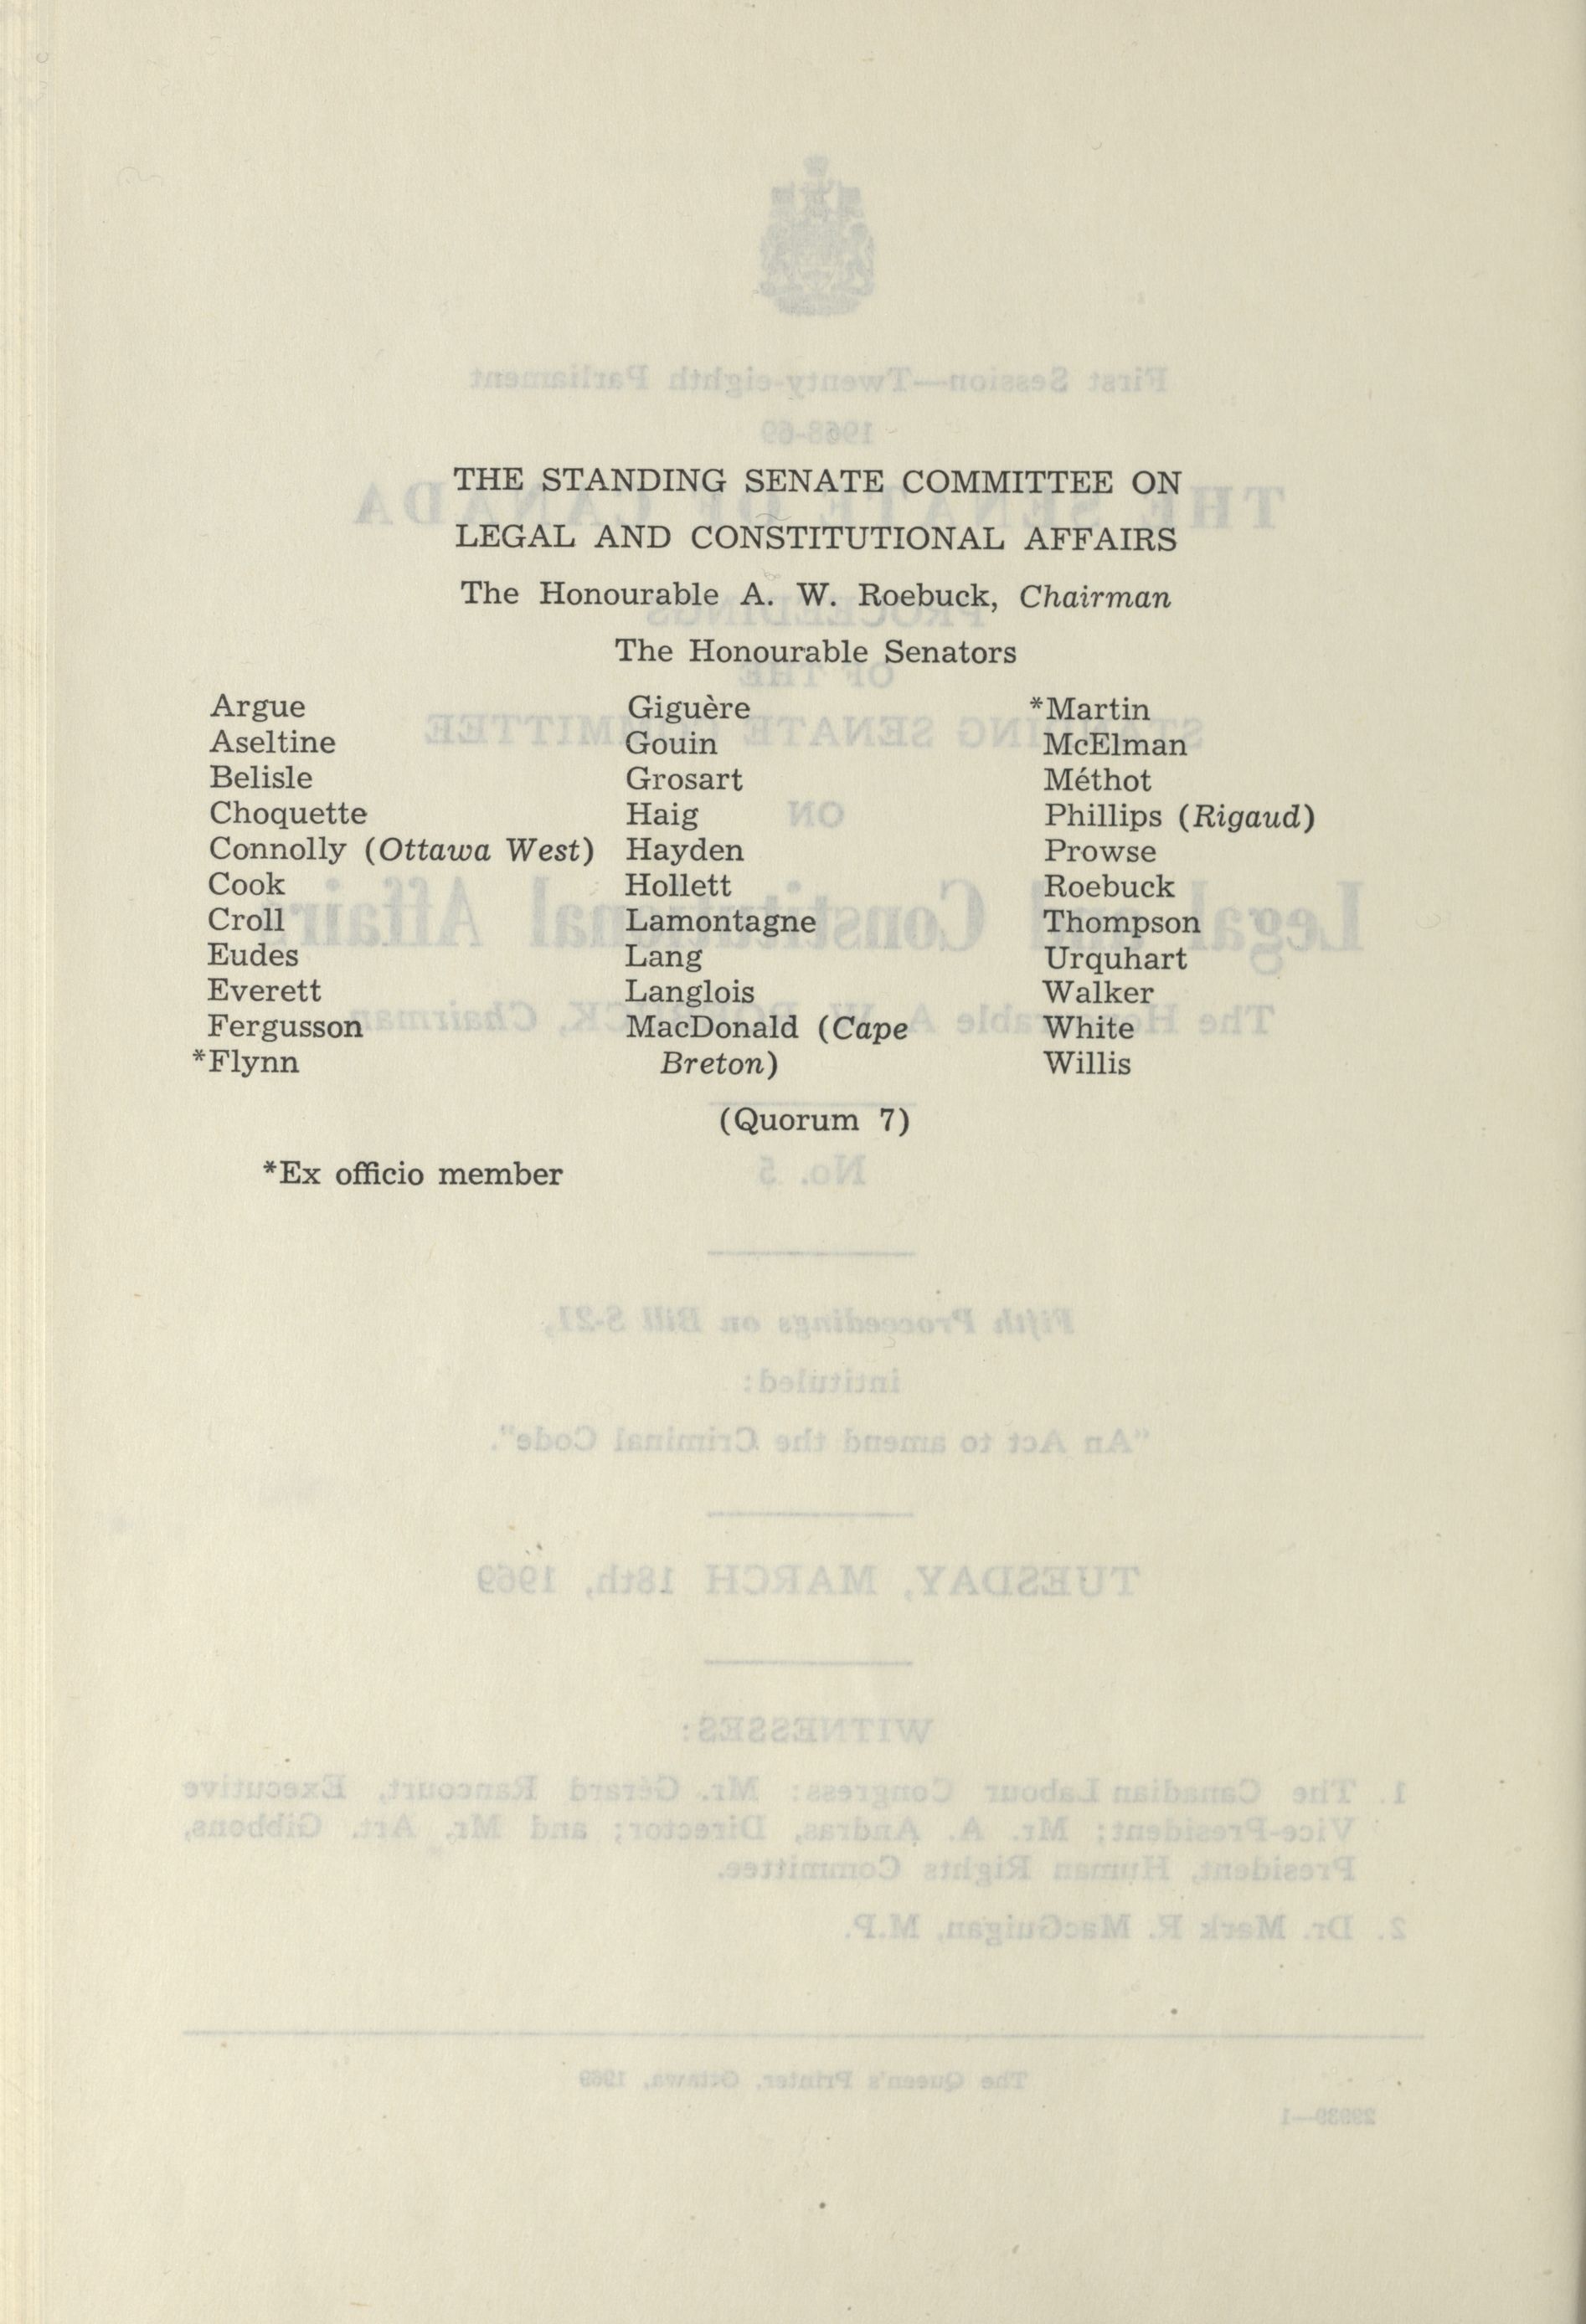 THE STANDING SENATE COMMITTEE ON
LEGAL AND CONSTITUTIONAL AFFAIRS
The Honourable A. W. Roebuck, Chairman
The Honourable Senators
Argue
Aseltine
Belisle
Choquette
Connolly (Ottawa West)
Cook
Croll
Eudes
Everett
Fergusson
*Flynn
Giguère
Gouin
Grosart
Haig
Hayden
Hollett
Lamontagne
Lang
Langlois
MacDonald (Cape
Breton)
*Martin
McElman
Méthot
Phillips (Rigaud)
Prowse
Roebuck
Thompson
Urquhart
Walker
White
Willis
(Quorum 7)
*Ex officio member